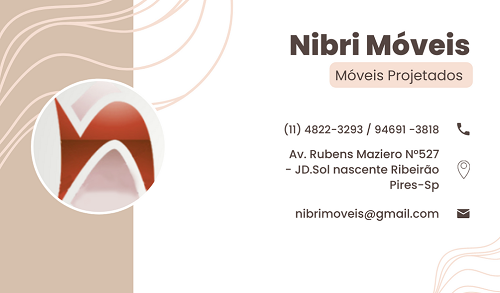 Nibri Móveis
Móveis Projetados
(11) 4822-3293 / 94691 -3818
Av. Rubens Maziero Nº527
- JD.Sol nascente Ribeirão
Pires-Sp
nibrimoveis@gmail.com